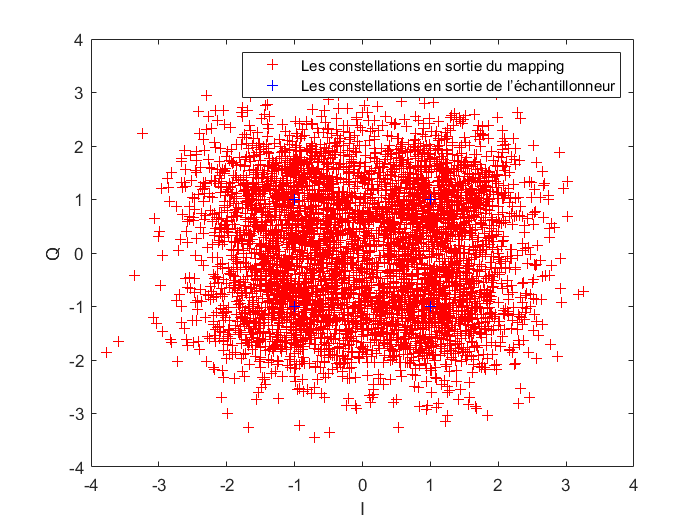 4
3
2
1
0
-1
-2
-3
-4
Q
Les constellations en sortie du mapping
Les constellations en sortie de l'échantillonneur
-4 -3 -2 -1 0 1 2 3 4
I